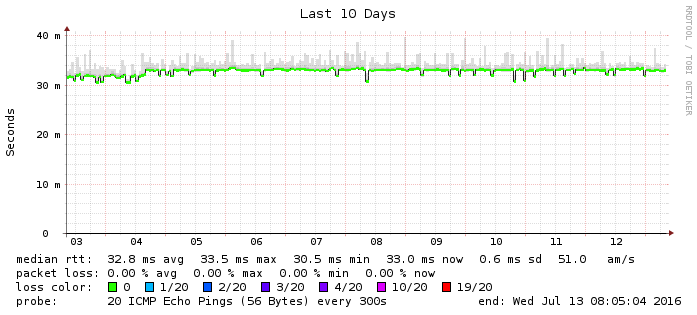 Last 10 Days
RRDTOOL / TOBI OETIKER
Seconds
40 m
30 m
20 m
10 m
0
03 04 05 06 07 08 09 10 11 12
median rtt: 32.8 ms avg 33.5 ms max 30.5 ms min 33.0 ms now 0.6 ms sd 51.0 am/s
packet loss: 0.00 % avg 0.00 % max 0.00 % min 0.00 % now
loss color: 0 1/20 2/20 3/20 4/20 10/20 19/20
probe: 20 ICMP Echo Pings (56 Bytes) every 300s end: Wed Jul 13 08:05:04 2016